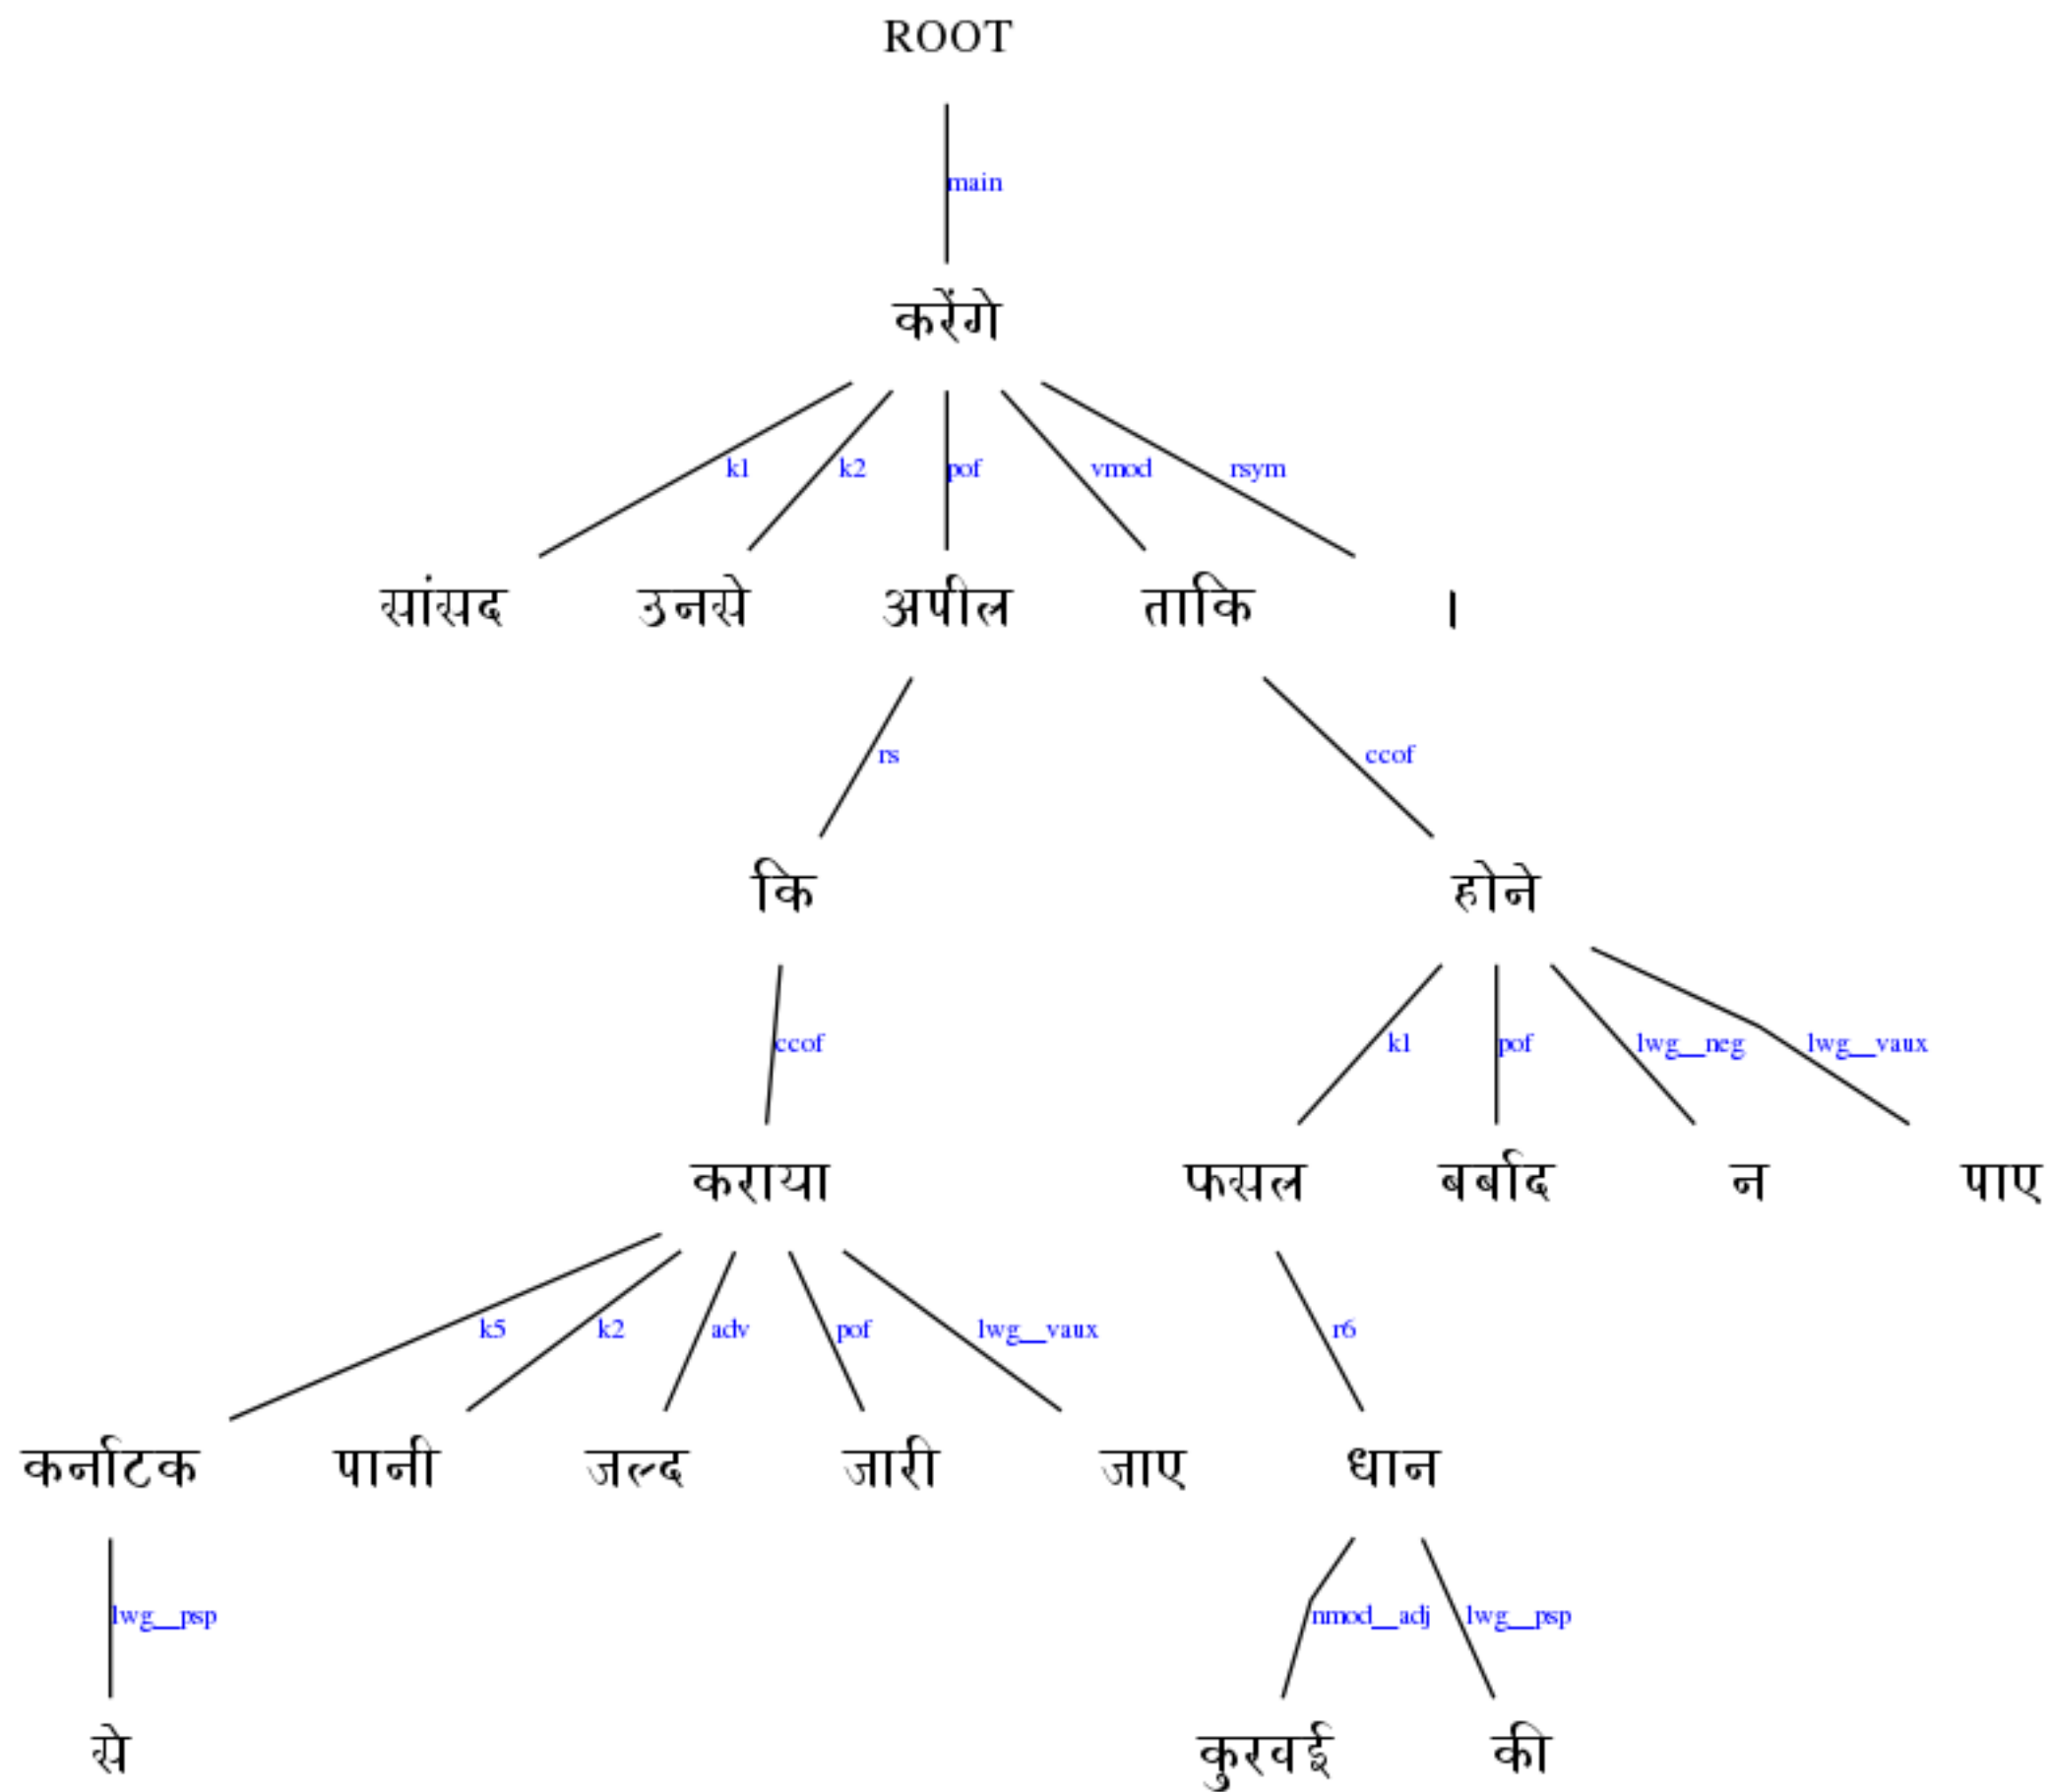 ROOT
main
करेंगे
k1 k2 pof vmod rsym
सांसद उनसे अपील ताकि ।
rs ccof
कि होने
ccof k1 pof lwg__neg lwg__vaux
कराया फसल बर्बाद न पाए
k5 k2 adv pof lwg__vaux r6
कर्नाटक पानी जल्द जारी जाए धान
lwg__psp nmod__adj lwg__psp
से कुरवई की